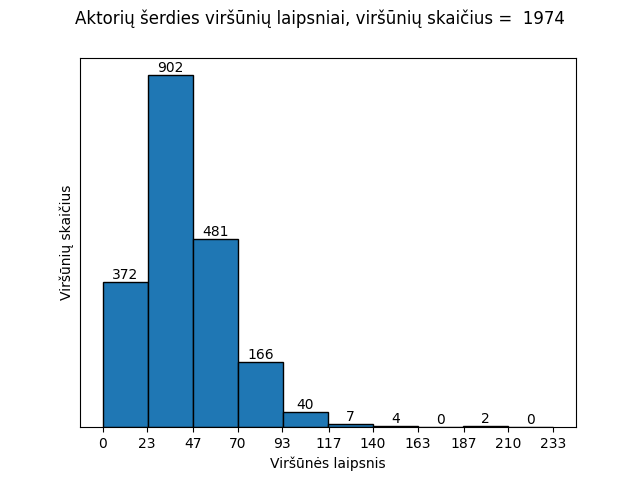 Aktorių šerdies viršūnių laipsniai, viršūnių skaičius =  1974
902
481
372
166
40
7
4
0
2
0
Viršūnių skaičius
0 23 47 70 93 117 140 163 187 210 233
Viršūnės laipsnis